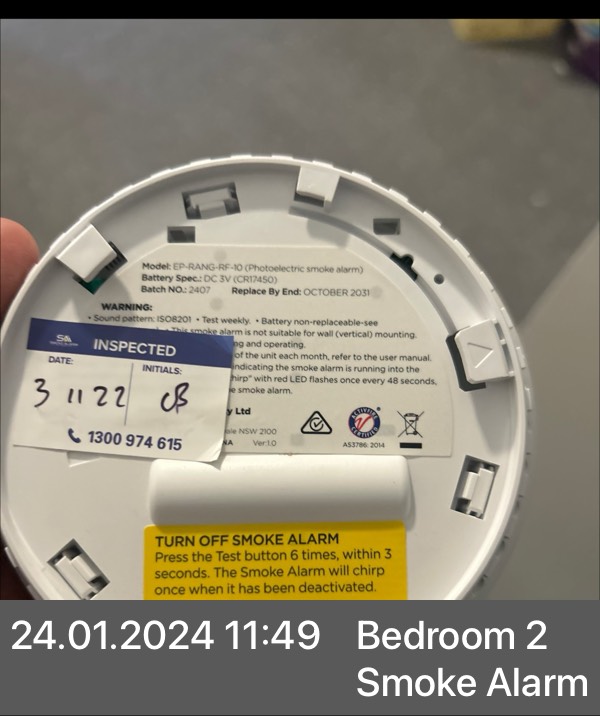 Model: EP-RANG-RF-10 (Photoelectric smoke alarm)
Battery Spec.: DC 3V (CR17450)
Batch NO.: 2407 Replace By End: OCTOBER 2031
WARNING:
• Sound pattern: ISO8201 • Test weekly. • Battery non-replaceable-see
This smoke alarm is not suitable for wall (vertical) mounting.
ng and operating.
of the unit each month, refer to the user manual.
indicating the smoke alarm is running into the
hirp" with red LED flashes once every 48 seconds,
e smoke alarm.
y Ltd
ale NSW 2100
NA Ver:1.0
AS3786: 2014
SA
INSPECTED
DATE:
INITIALS:
3 11 22 CB
1300 974 615
TURN OFF SMOKE ALARM
Press the Test button 6 times, within 3
seconds. The Smoke Alarm will chirp
once when it has been deactivated.
24.01.2024 11:49 Bedroom 2
Smoke Alarm